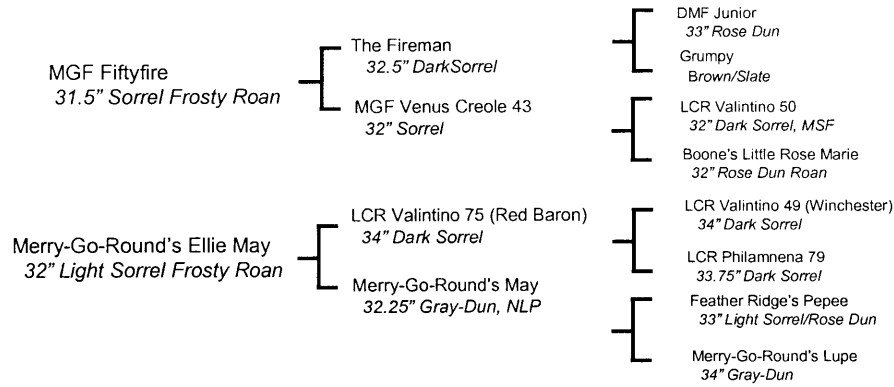 MGF Fiftyfire
31.5" Sorrel Frosty Roan
The Fireman
32.5" DarkSorrel
MGF Venus Creole 43
32" Sorrel
DMF Junior
33" Rose Dun
Grumpy
Brown/Slate
LCR Valintino 50
32" Dark Sorrel, MSF
Boone's Little Rose Marie
32" Rose Dun Roan
Merry-Go-Round's Ellie May
32" Light Sorrel Frosty Roan
LCR Valintino 75 (Red Baron)
34" Dark Sorrel
Merry-Go-Round's May
32.25" Gray-Dun, NLP
LCR Valintino 49 (Winchester)
34" Dark Sorrel
LCR Philamnena 79
33.75" Dark Sorrel
Feather Ridge's Pepee
33" Light Sorrel/Rose Dun
Merry-Go-Round's Lupe
34" Gray-Dun